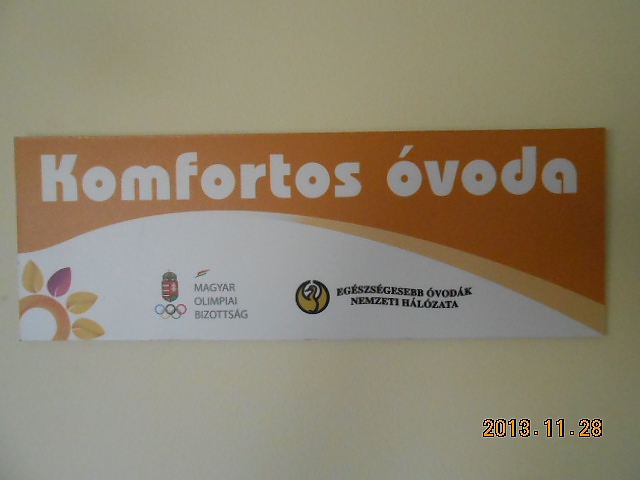 Komfortos óvoda
MAGYAR
OLIMPIAI
BIZOTTSÁG
EGÉSZSÉGESEBB ÓVODÁK
NEMZETI HÁLÓZATA
2013.11.28